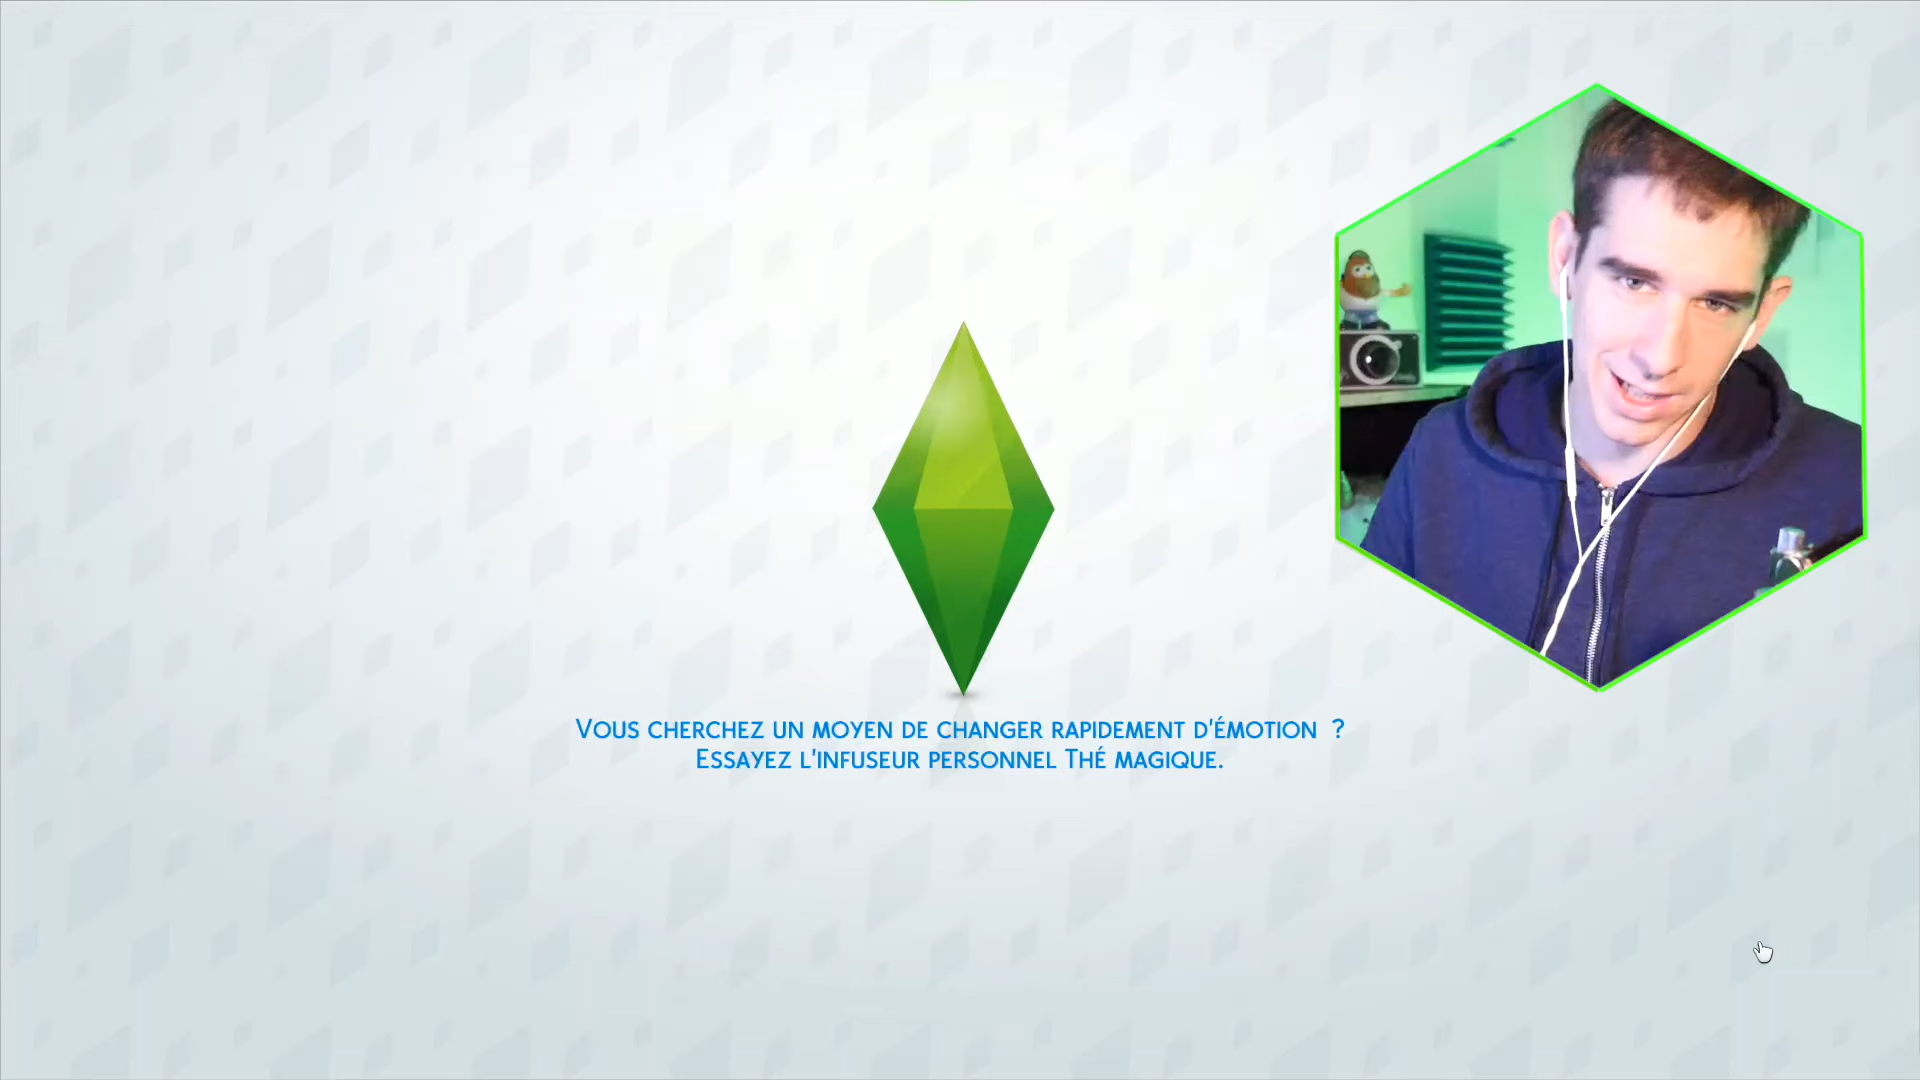 Vous cherchez un moyen de changer rapidement d'émotion ?
Essayez l'infuseur personnel Thé magique.